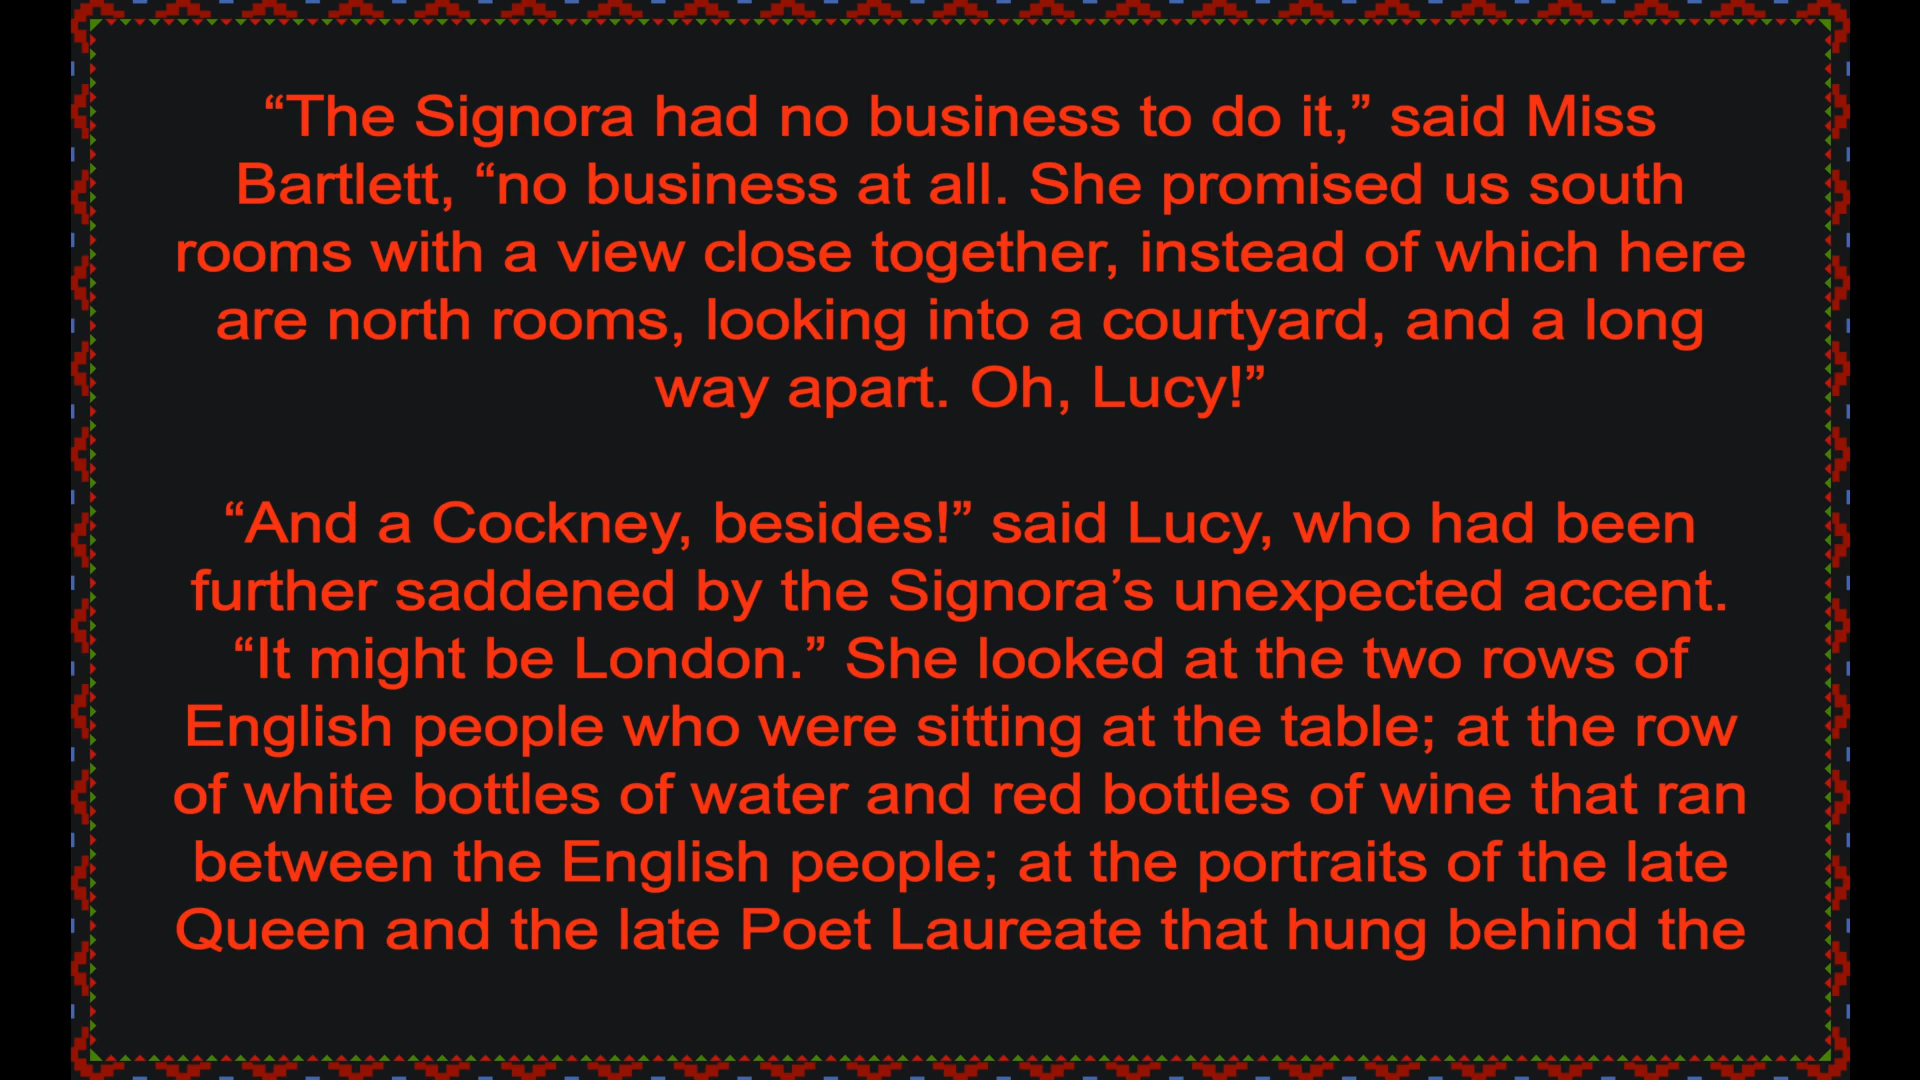 “The Signora had no business to do it,” said Miss
Bartlett, “no business at all. She promised us south
rooms with a view close together, instead of which here
are north rooms, looking into a courtyard, and a long
way apart. Oh, Lucy!”
“And a Cockney, besides!” said Lucy, who had been
further saddened by the Signora’s unexpected accent.
“It might be London.” She looked at the two rows of
English people who were sitting at the table; at the row
of white bottles of water and red bottles of wine that ran
between the English people; at the portraits of the late
Queen and the late Poet Laureate that hung behind the